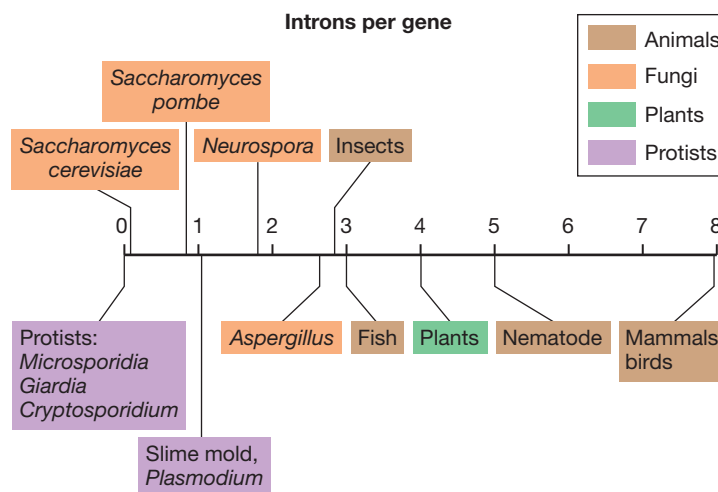 Introns per gene
Animals
Fungi
Plants
Protists
Saccharomyces
pombe
Saccharomyces
cerevisiae
Neurospora
Insects
0 1 2 3 4 5 6 7 8
Protists:
Microsporidia
Giardia
Cryptosporidium
Aspergillus
Fish
Plants
Nematode
Mammals
birds
Slime mold,
Plasmodium